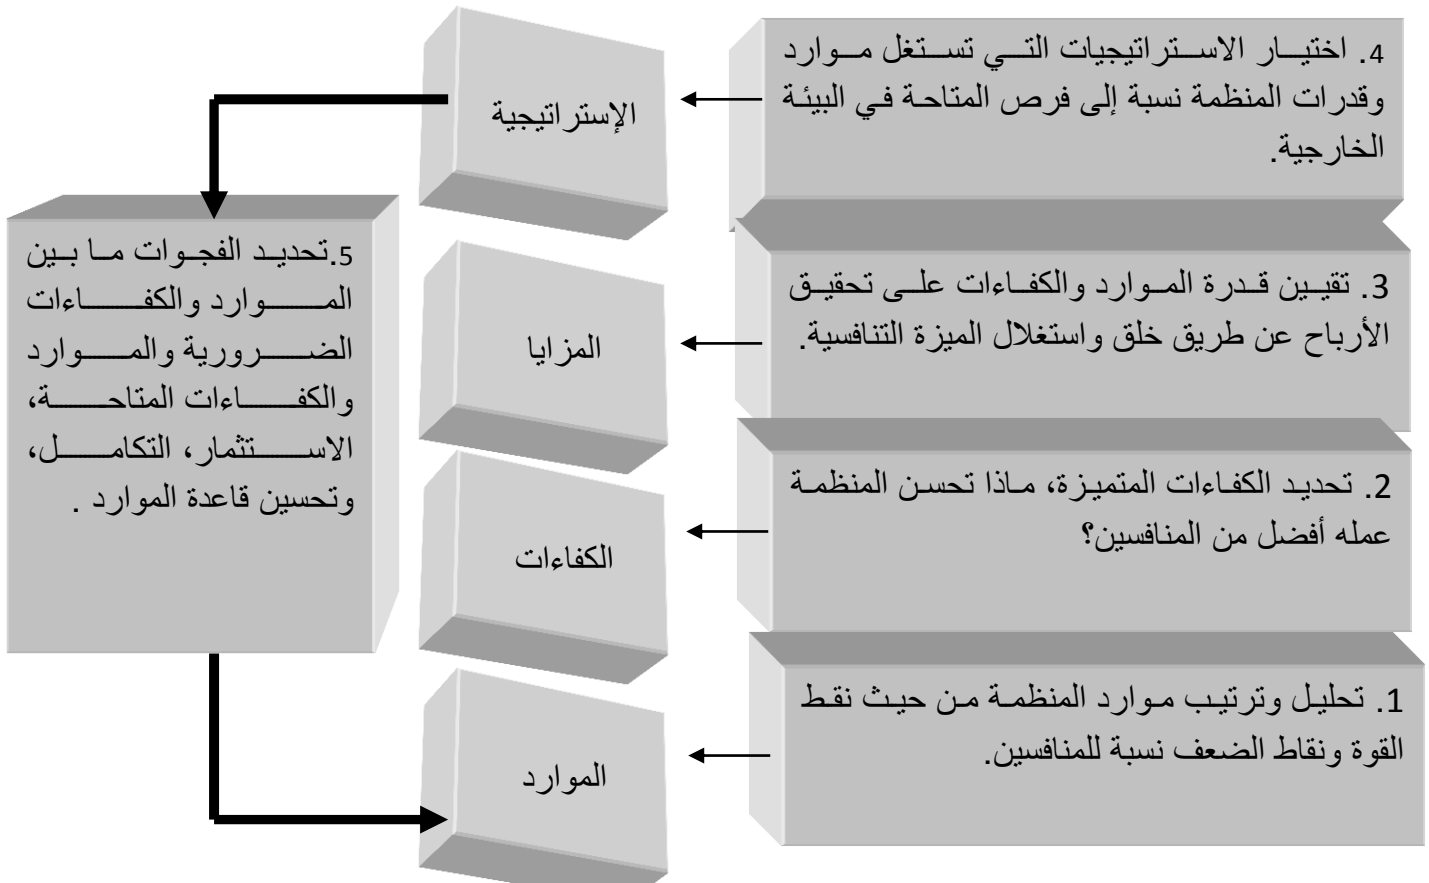 4. اختيار الاستراتيجيات التي تستغل موارد
وقدرات المنظمة نسبة إلى فرص المتاحة في البيئة
الخارجية.
الإستراتيجية
3. تقيين قدرة الموارد والكفاءات على تحقيق
الأرباح عن طريق خلق واستغلال الميزة التنافسية.
المزايا
2. تحديد الكفاءات المتميزة، ماذا تحسن المنظمة
عمله أفضل من المنافسين؟
الكفاءات
1. تحليل وترتيب موارد المنظمة من حيث نقط
القوة ونقاط الضعف نسبة للمنافسين.
الموارد
5.تحديد الفجوات ما بين
الموارد والكفاءات
الضرورية والموارد
والكفاءات المتاحة،
الاستثمار، التكامل،
وتحسين قاعدة الموارد .